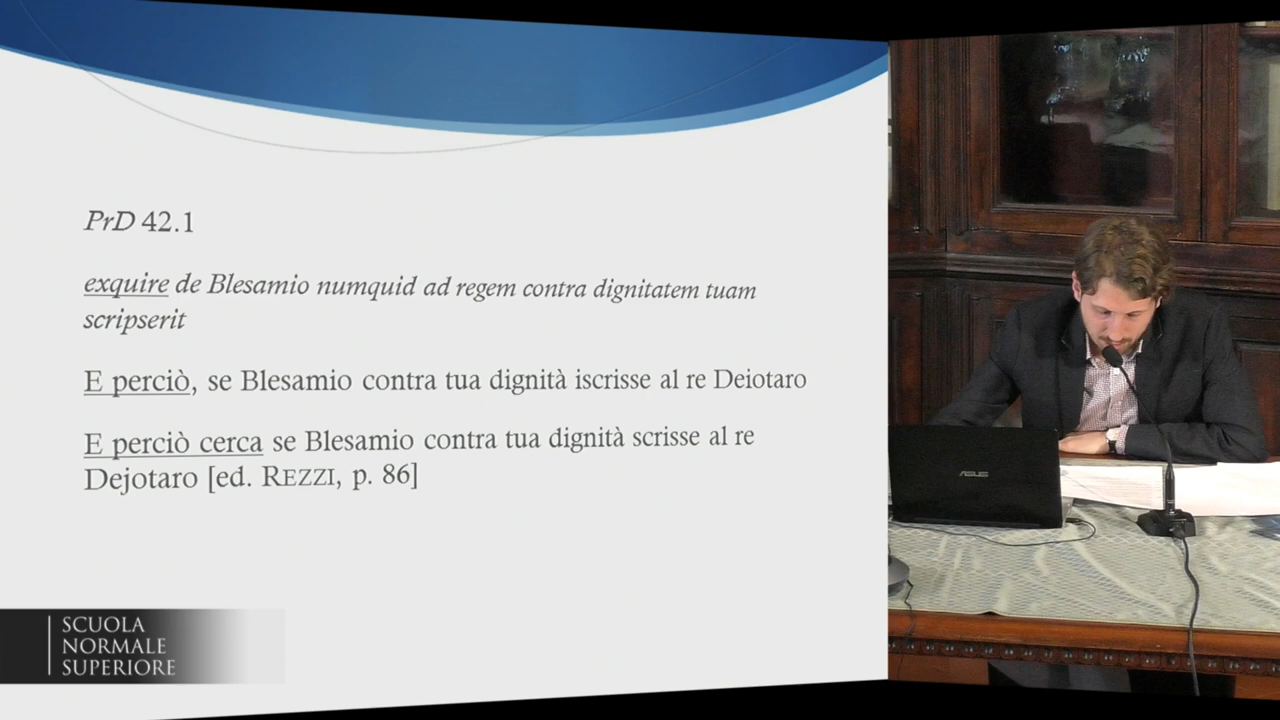 PrD 42.1
exquire de Blesamio numquid ad regem contra dignitatem tuam
scripserit
E perciò, se Blesamio contra tua dignità iscrisse al re Deiotaro
E perciò cerca se Blesamio contra tua dignità scrisse al re
Dejotaro [ed. REZZI, p. 86]
SCUOLA
NORMALE
SUPERIORE
ASUS